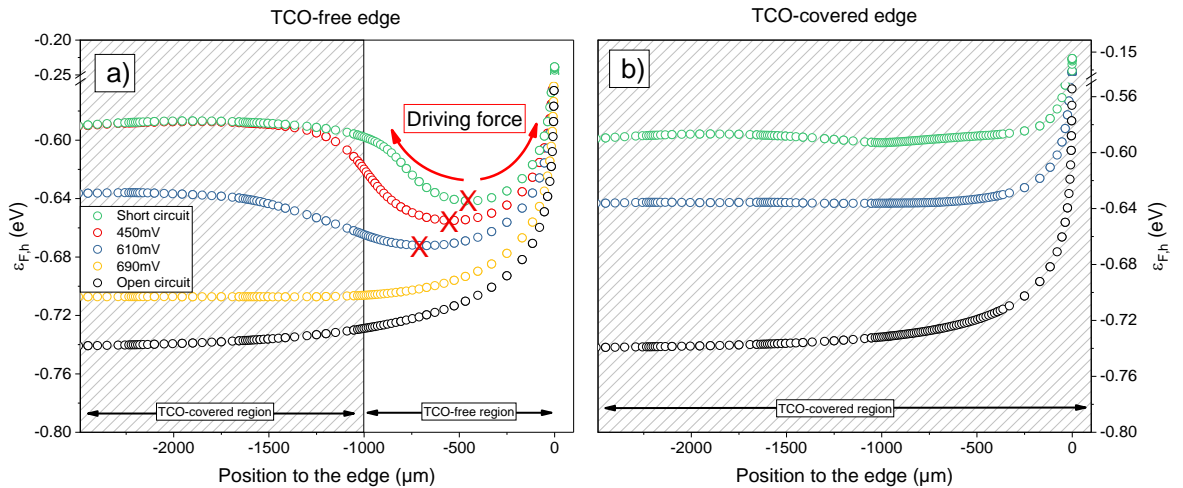 TCO-free edge
TCO-covered edge
a)
b)
-0.20
-0.25
-0.60
-0.64
-0.68
-0.72
-0.76
-0.80
ε_F,h (eV)
Driving force
X
X
X
Short circuit
450mV
610mV
690mV
Open circuit
TCO-covered region
TCO-free region
-2000
-1500
-1000
-500
0
Position to the edge (µm)
TCO-covered region
-2000
-1500
-1000
-500
0
Position to the edge (µm)
-0.15
-0.56
-0.60
-0.64
-0.68
-0.72
-0.76
-0.80
ε_F,h (eV)